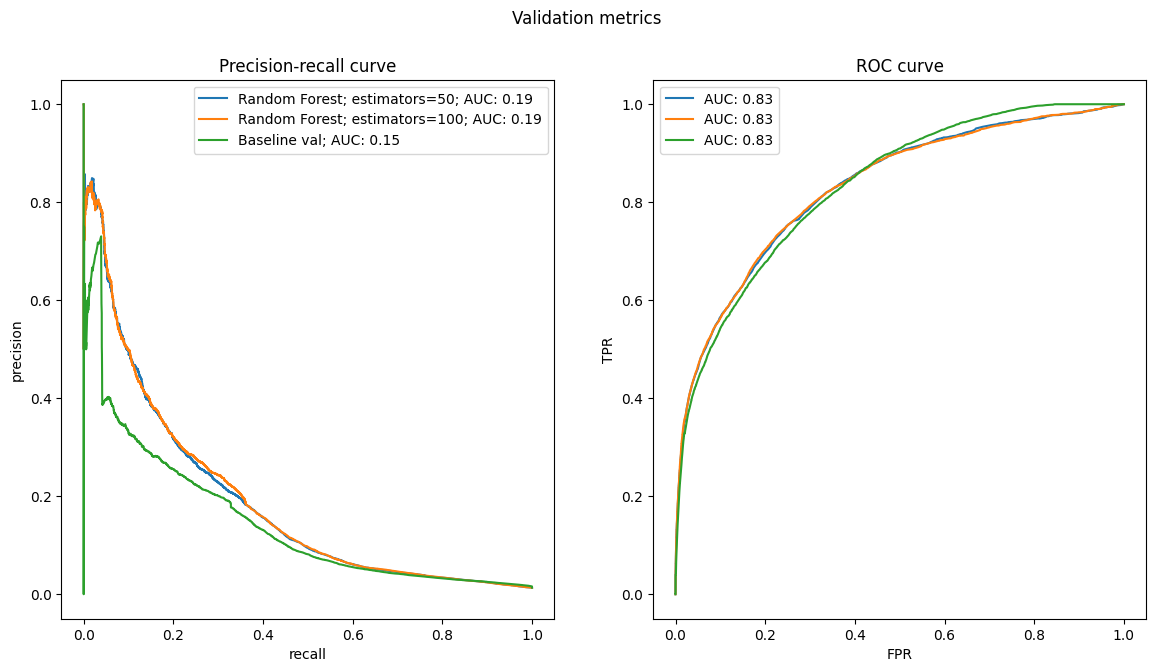 Validation metrics
Precision-recall curve
Random Forest; estimators=50; AUC: 0.19
Random Forest; estimators=100; AUC: 0.19
Baseline val; AUC: 0.15
1.0
0.8
0.6
0.4
0.2
0.0
precision
0.0 0.2 0.4 0.6 0.8 1.0
recall
ROC curve
AUC: 0.83
AUC: 0.83
AUC: 0.83
1.0
0.8
0.6
0.4
0.2
0.0
TPR
0.0 0.2 0.4 0.6 0.8 1.0
FPR